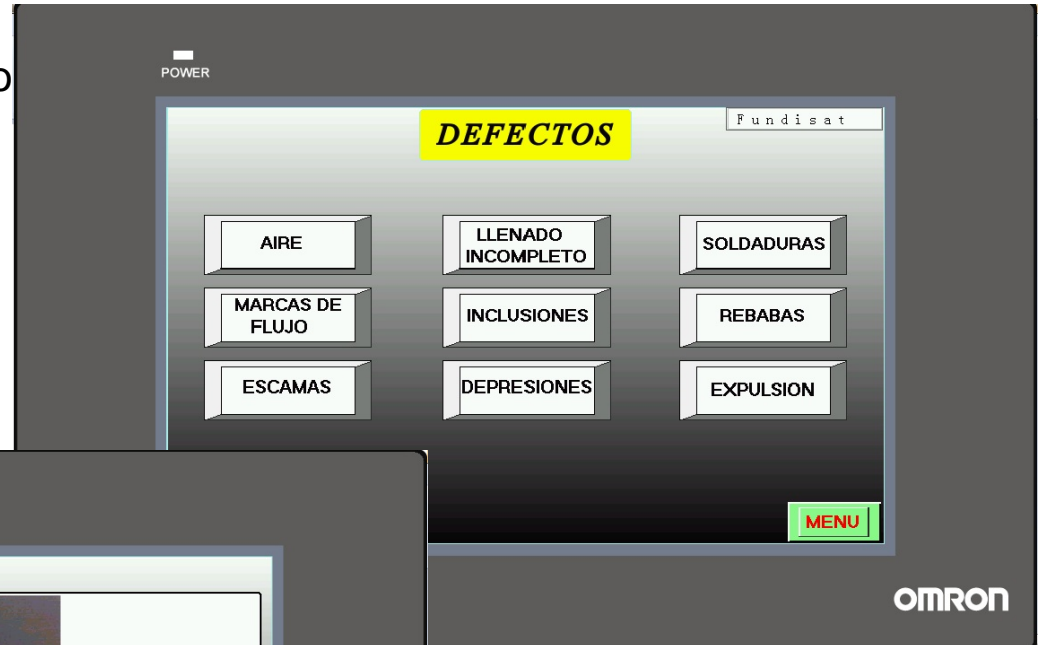 POWER
DEFECTOS
Fundisat
AIRE
LLENADO
INCOMPLETO
SOLDADURAS
MARCAS DE
FLUJO
INCLUSIONES
REBABAS
ESCAMAS
DEPRESIONES
EXPULSION
MENU
OMRON